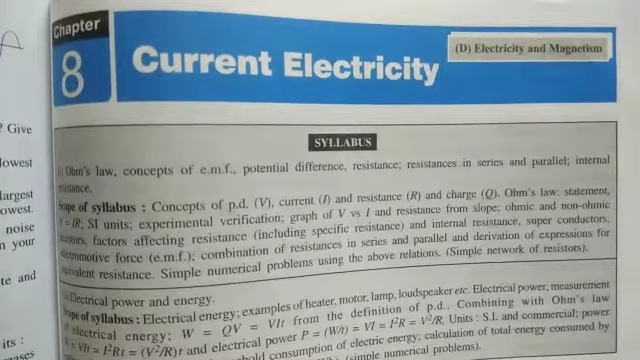 Chapter
8
Current Electricity
(D) Electricity and Magnetism
SYLLABUS
Ohm's law, concepts of e.m.f., potential difference, resistance; resistances in series and parallel; internal
resistance.
Scope of syllabus : Concepts of p.d. (V), current (I) and resistance (R) and charge (Q). Ohm's law: statement,
V = IR; SI units; experimental verification; graph of V vs I and resistance from slope; ohmic and non-ohmic
resistors, factors affecting resistance (including specific resistance) and internal resistance, super conductors,
electromotive force (e.m.f.); combination of resistances in series and parallel and derivation of expressions for
equivalent resistance. Simple numerical problems using the above relations. (Simple network of resistors).
Electrical power and energy.
Scope of syllabus : Electrical energy; examples of heater, motor, lamp, loudspeaker etc. Electrical power, measurement
of electrical energy; W = QV = VIt from the definition of p.d.. Combining with Ohm's law
W = VIt = I²Rt = (V²/R)t and electrical power P = (W/t) = VI = I²R = V²/R, Units : S.I. and commercial; power
consumption of electric energy; calculation of total energy consumed by
(simple numerical problems).
? Give
lowest
largest
owest.
noise
n your
te and
its :